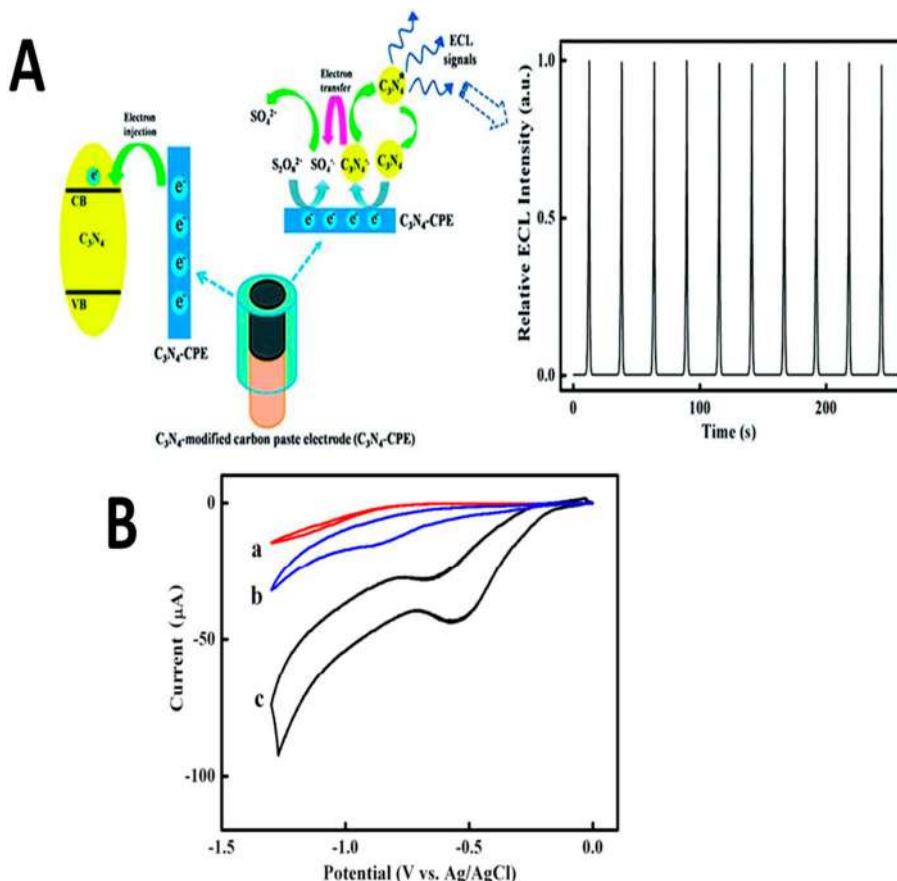 A
Electron
injection
e⁻
CB
C₃N₄
VB
e⁻
e⁻
e⁻
e⁻
C₃N₄-CPE
SO₄²⁻
Electron
transfer
C₃N₄*
ECL
signals
S₂O₈²⁻ SO₄•⁻ C₃N₄•⁻ C₃N₄
e⁻ e⁻ e⁻ e⁻
C₃N₄-CPE
C₃N₄-modified carbon paste electrode (C₃N₄-CPE)
Relative ECL Intensity (a.u.)
1.0
0.5
0.0
0 100 200
Time (s)
B
Current (μA)
0
-50
-100
a
b
c
-1.5 -1.0 -0.5 0.0
Potential (V vs. Ag/AgCl)